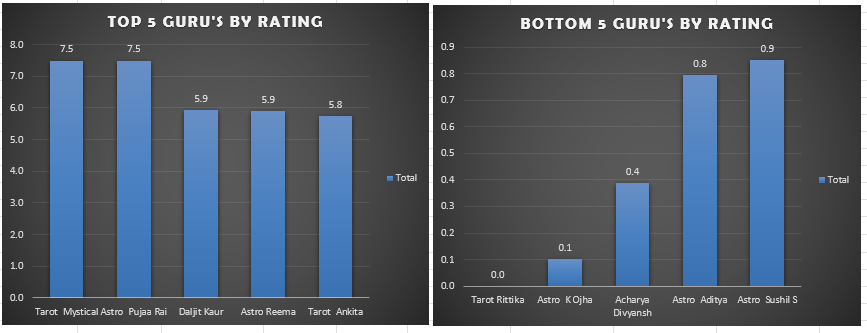 TOP 5 GURU'S BY RATING
8.0
7.0
6.0
5.0
4.0
3.0
2.0
1.0
0.0
7.5
7.5
5.9
5.9
5.8
Tarot Mystical
Astro Pujaa Rai
Daljit Kaur
Astro Reema
Tarot Ankita
Total
BOTTOM 5 GURU'S BY RATING
0.9
0.8
0.7
0.6
0.5
0.4
0.3
0.2
0.1
0.0
0.0
0.1
0.4
0.8
0.9
Tarot Rittika
Astro K Ojha
Acharya
Divyansh
Astro Aditya
Astro Sushil S
Total